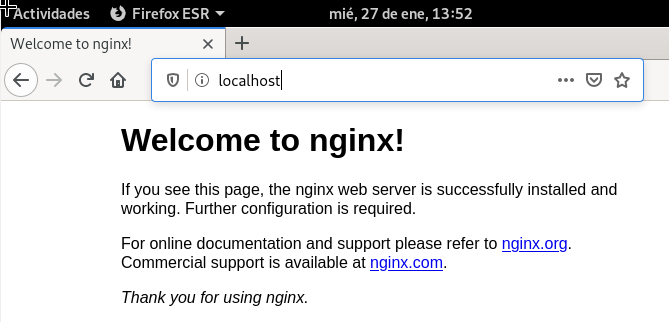 Actividades Firefox ESR mié, 27 de ene, 13:52
Welcome to nginx!
localhost
Welcome to nginx!
If you see this page, the nginx web server is successfully installed and
working. Further configuration is required.
For online documentation and support please refer to nginx.org.
Commercial support is available at nginx.com.
Thank you for using nginx.